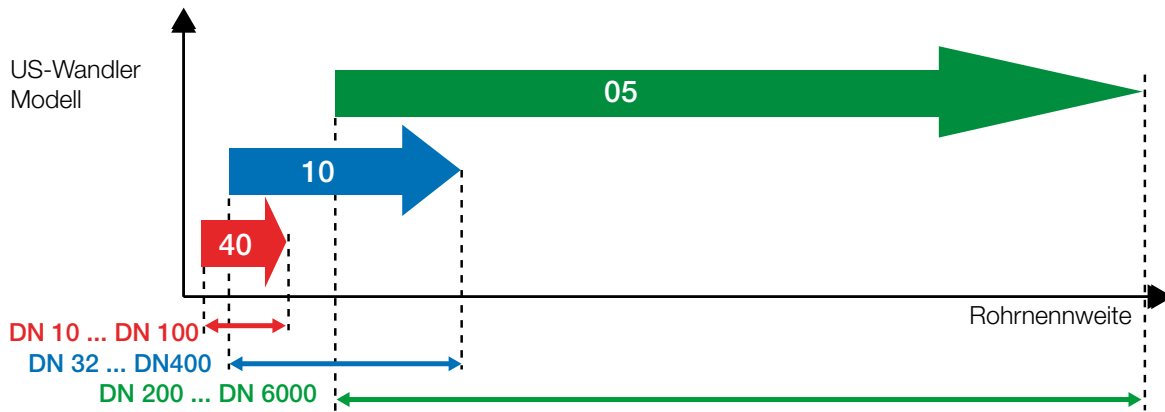 US-Wandler
Modell
05
10
40
Rohrnennweite
DN 10 ... DN 100
DN 32 ... DN400
DN 200 ... DN 6000